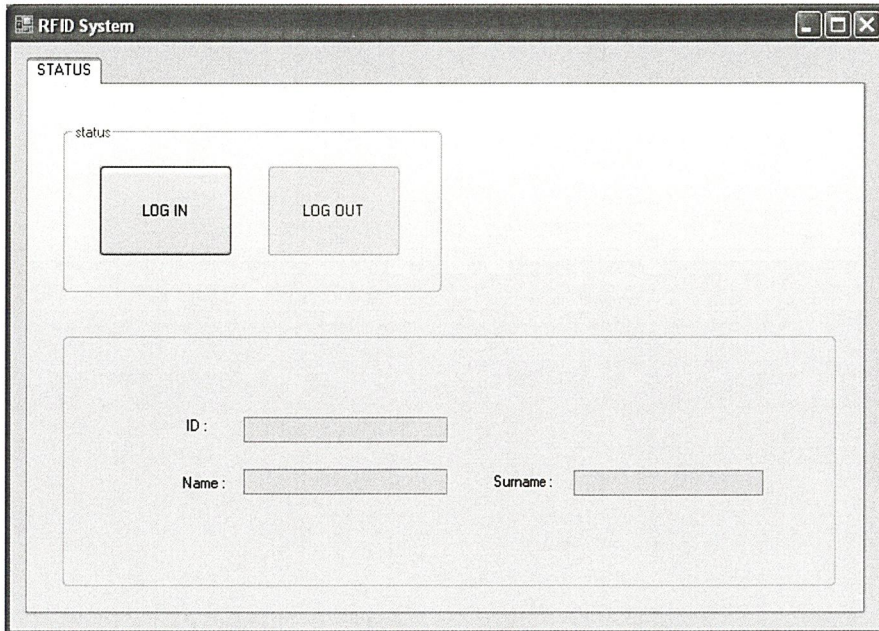 RFID System
STATUS
status
LOG IN
LOG OUT
ID :
Name :
Surname :